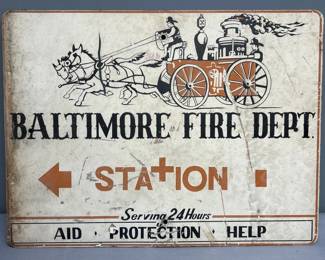 BALTIMORE FIRE DEPT.
STATION
Serving 24 Hours
AID · PROTECTION · HELP